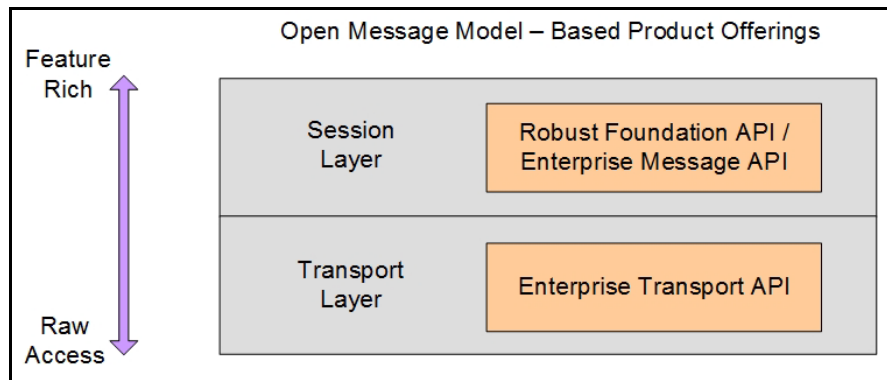 Open Message Model – Based Product Offerings
Feature
Rich
Session
Layer
Robust Foundation API /
Enterprise Message API
Transport
Layer
Enterprise Transport API
Raw
Access